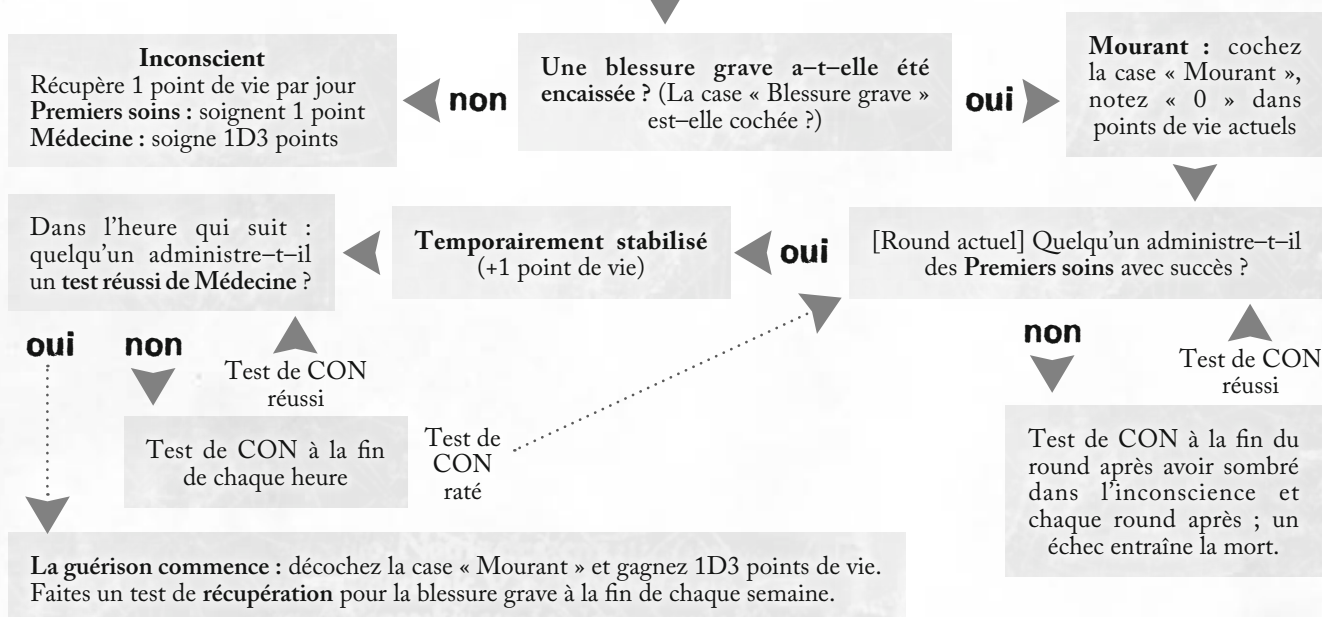 Inconscient
Récupère 1 point de vie par jour
Premiers soins : soignent 1 point
Médecine : soigne 1D3 points
non
Une blessure grave a–t–elle été
encaissée ? (La case « Blessure grave »
est–elle cochée ?)
oui
Mourant : cochez
la case « Mourant »,
notez « 0 » dans
points de vie actuels
Dans l'heure qui suit :
quelqu'un administre–t–il
un test réussi de Médecine ?
Temporairement stabilisé
(+1 point de vie)
oui
[Round actuel] Quelqu'un administre–t–il
des Premiers soins avec succès ?
oui
non
Test de CON
réussi
non
Test de CON
réussi
Test de CON à la fin
de chaque heure
Test de
CON
raté
Test de CON à la fin du
round après avoir sombré
dans l'inconscience et
chaque round après ; un
échec entraîne la mort.
La guérison commence : décochez la case « Mourant » et gagnez 1D3 points de vie.
Faites un test de récupération pour la blessure grave à la fin de chaque semaine.